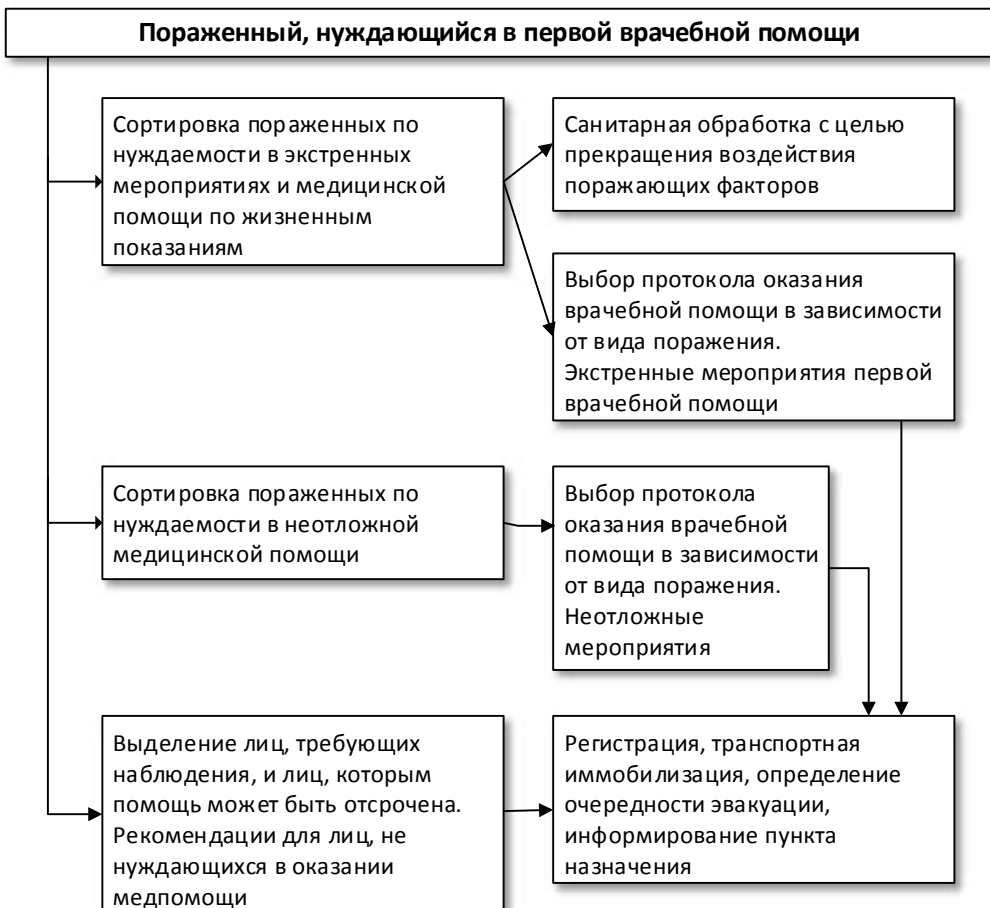 Пораженный, нуждающийся в первой врачебной помощи
Сортировка пораженных по
нуждаемости в экстренных
мероприятиях и медицинской
помощи по жизненным
показаниям
Санитарная обработка с целью
прекращения воздействия
поражающих факторов
Выбор протокола оказания
врачебной помощи в зависимости
от вида поражения.
Экстренные мероприятия первой
врачебной помощи
Сортировка пораженных по
нуждаемости в неотложной
медицинской помощи
Выбор протокола
оказания врачебной
помощи в зависимости
от вида поражения.
Неотложные
мероприятия
Выделение лиц, требующих
наблюдения, и лиц, которым
помощь может быть отсрочена.
Рекомендации для лиц, не
нуждающихся в оказании
медпомощи
Регистрация, транспортная
иммобилизация, определение
очередности эвакуации,
информирование пункта
назначения